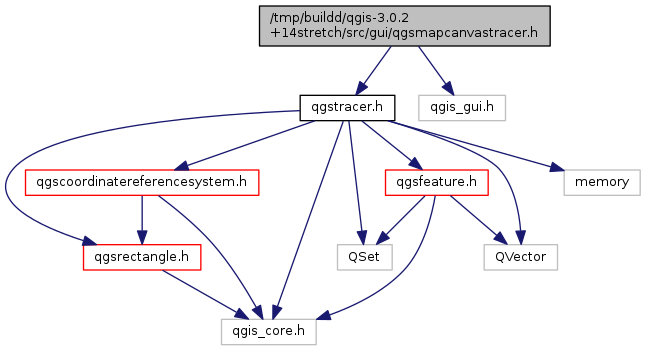 /tmp/buildd/qgis-3.0.2
+14stretch/src/gui/qgsmapcanvastracer.h
qgstracer.h
qgis_gui.h
qgscoordinatereferencesystem.h
qgsfeature.h
memory
qgsrectangle.h
QSet
QVector
qgis_core.h